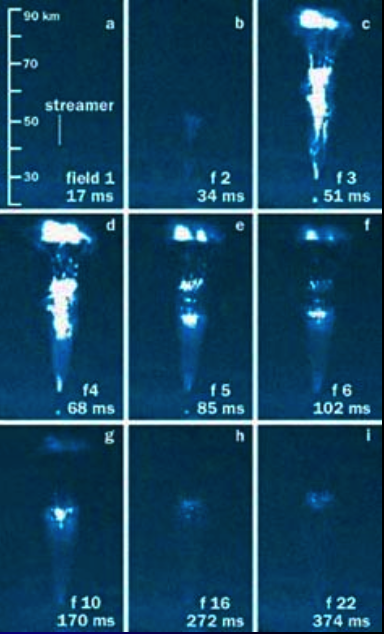 90 km
a
70
streamer
50
30
field 1
17 ms
b
f 2
34 ms
c
f 3
51 ms
d
f4
68 ms
e
f 5
85 ms
f
f 6
102 ms
g
f 10
170 ms
h
f 16
272 ms
i
f 22
374 ms